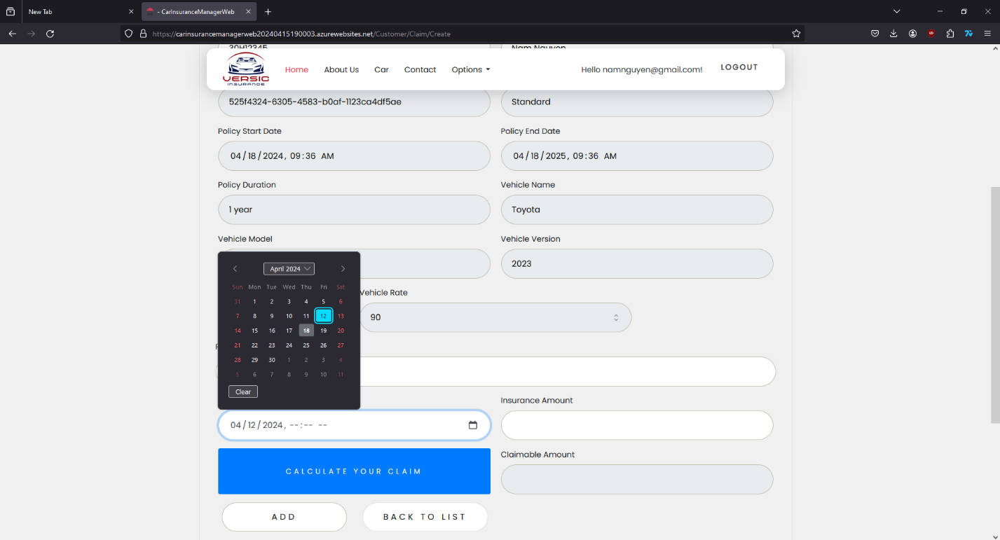 New Tab
- CarInsuranceManagerWeb
https://carinsurancemanagerweb20240415190003.azurewebsites.net/Customer/Claim/Create
30H12345 Nam Nguyen
VERSIC
INSURANCE
Home About Us Car Contact Options Hello namnguyen@gmail.com! LOGOUT
525f4324-6305-4583-b0af-1123ca4df5ae Standard
Policy Start Date Policy End Date
04/18/2024, 09:36 AM 04/18/2025, 09:36 AM
Policy Duration Vehicle Name
1 year Toyota
Vehicle Model Vehicle Version
2023
April 2024
Sun Mon Tue Wed Thu Fri Sat
31 1 2 3 4 5 6
7 8 9 10 11 12 13
14 15 16 17 18 19 20
21 22 23 24 25 26 27
28 29 30 1 2 3 4
5 6 7 8 9 10 11
Clear
Vehicle Rate
90
Insurance Amount
04/12/2024, --:-- --
CALCULATE YOUR CLAIM
Claimable Amount
ADD BACK TO LIST